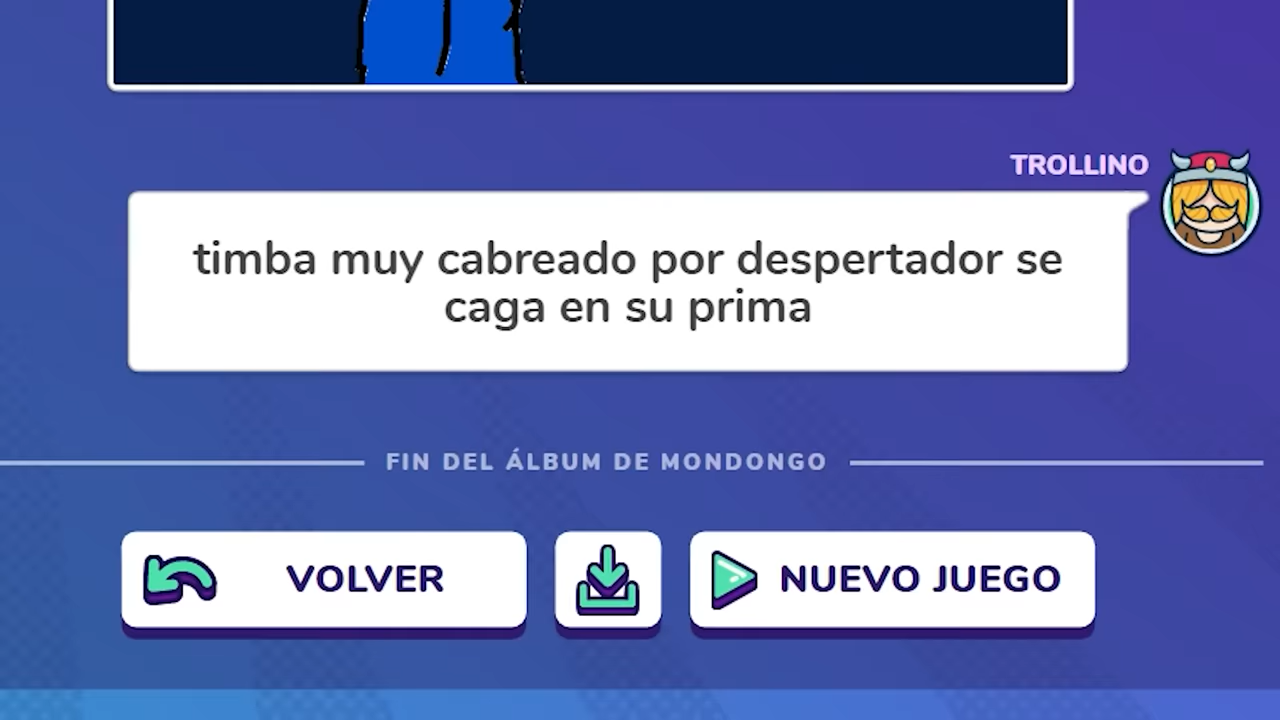 TROLLINO
timba muy cabreado por despertador se
caga en su prima
FIN DEL ÁLBUM DE MONDONGO
VOLVER
NUEVO JUEGO